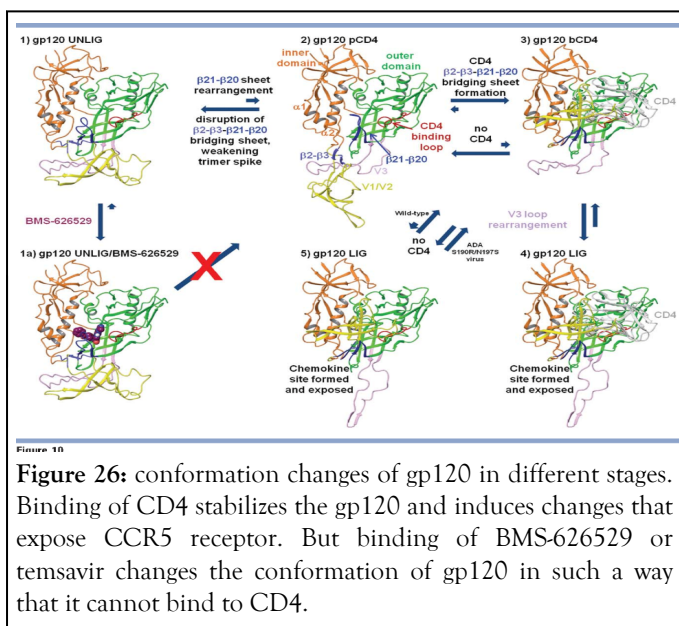 1) gp120 UNLIG
2) gp120 pCD4
3) gp120 bCD4
inner
domain
outer
domain
α1
α2
β2-β3
β21-β20
V3
V1/V2
CD4
binding
loop
β21-β20 sheet
rearrangement
disruption of
β2-β3-β21-β20
bridging sheet,
weakening
trimer spike
CD4
β2-β3-β21-β20
bridging sheet
formation
no
CD4
CD4
BMS-626529
X
Wild-type
no
CD4
ADA
S190R/N197S
virus
V3 loop
rearrangement
1a) gp120 UNLIG/BMS-626529
5) gp120 LIG
4) gp120 LIG
CD4
Chemokine
site formed
and exposed
Chemokine
site formed
and exposed
Figure 10
Figure 26: conformation changes of gp120 in different stages.
Binding of CD4 stabilizes the gp120 and induces changes that
expose CCR5 receptor. But binding of BMS-626529 or
temsavir changes the conformation of gp120 in such a way
that it cannot bind to CD4.